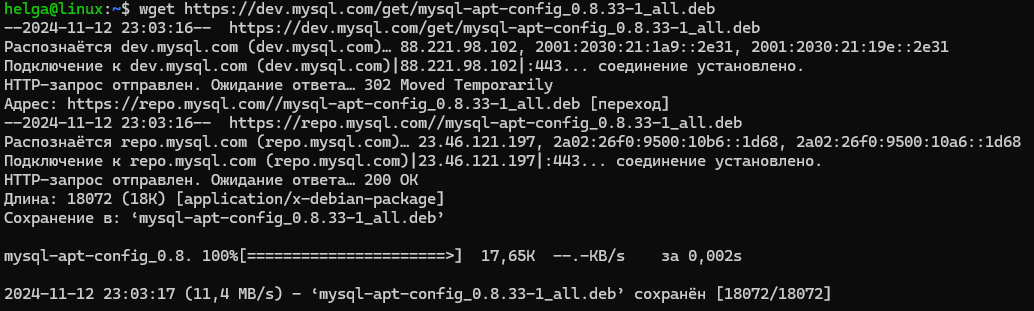 helga@linux:~$ wget https://dev.mysql.com/get/mysql-apt-config_0.8.33-1_all.deb
--2024-11-12 23:03:16--  https://dev.mysql.com/get/mysql-apt-config_0.8.33-1_all.deb
Распознаётся dev.mysql.com (dev.mysql.com)… 88.221.98.102, 2001:2030:21:1a9::2e31, 2001:2030:21:19e::2e31
Подключение к dev.mysql.com (dev.mysql.com)|88.221.98.102|:443... соединение установлено.
HTTP-запрос отправлен. Ожидание ответа… 302 Moved Temporarily
Адрес: https://repo.mysql.com//mysql-apt-config_0.8.33-1_all.deb [переход]
--2024-11-12 23:03:16--  https://repo.mysql.com//mysql-apt-config_0.8.33-1_all.deb
Распознаётся repo.mysql.com (repo.mysql.com)… 23.46.121.197, 2a02:26f0:9500:10b6::1d68, 2a02:26f0:9500:10a6::1d68
Подключение к repo.mysql.com (repo.mysql.com)|23.46.121.197|:443... соединение установлено.
HTTP-запрос отправлен. Ожидание ответа… 200 OK
Длина: 18072 (18K) [application/x-debian-package]
Сохранение в: ‘mysql-apt-config_0.8.33-1_all.deb’
mysql-apt-config_0.8. 100%[======================>]  17,65K  --.-KB/s    за 0,002s
2024-11-12 23:03:17 (11,4 MB/s) - ‘mysql-apt-config_0.8.33-1_all.deb’ сохранён [18072/18072]